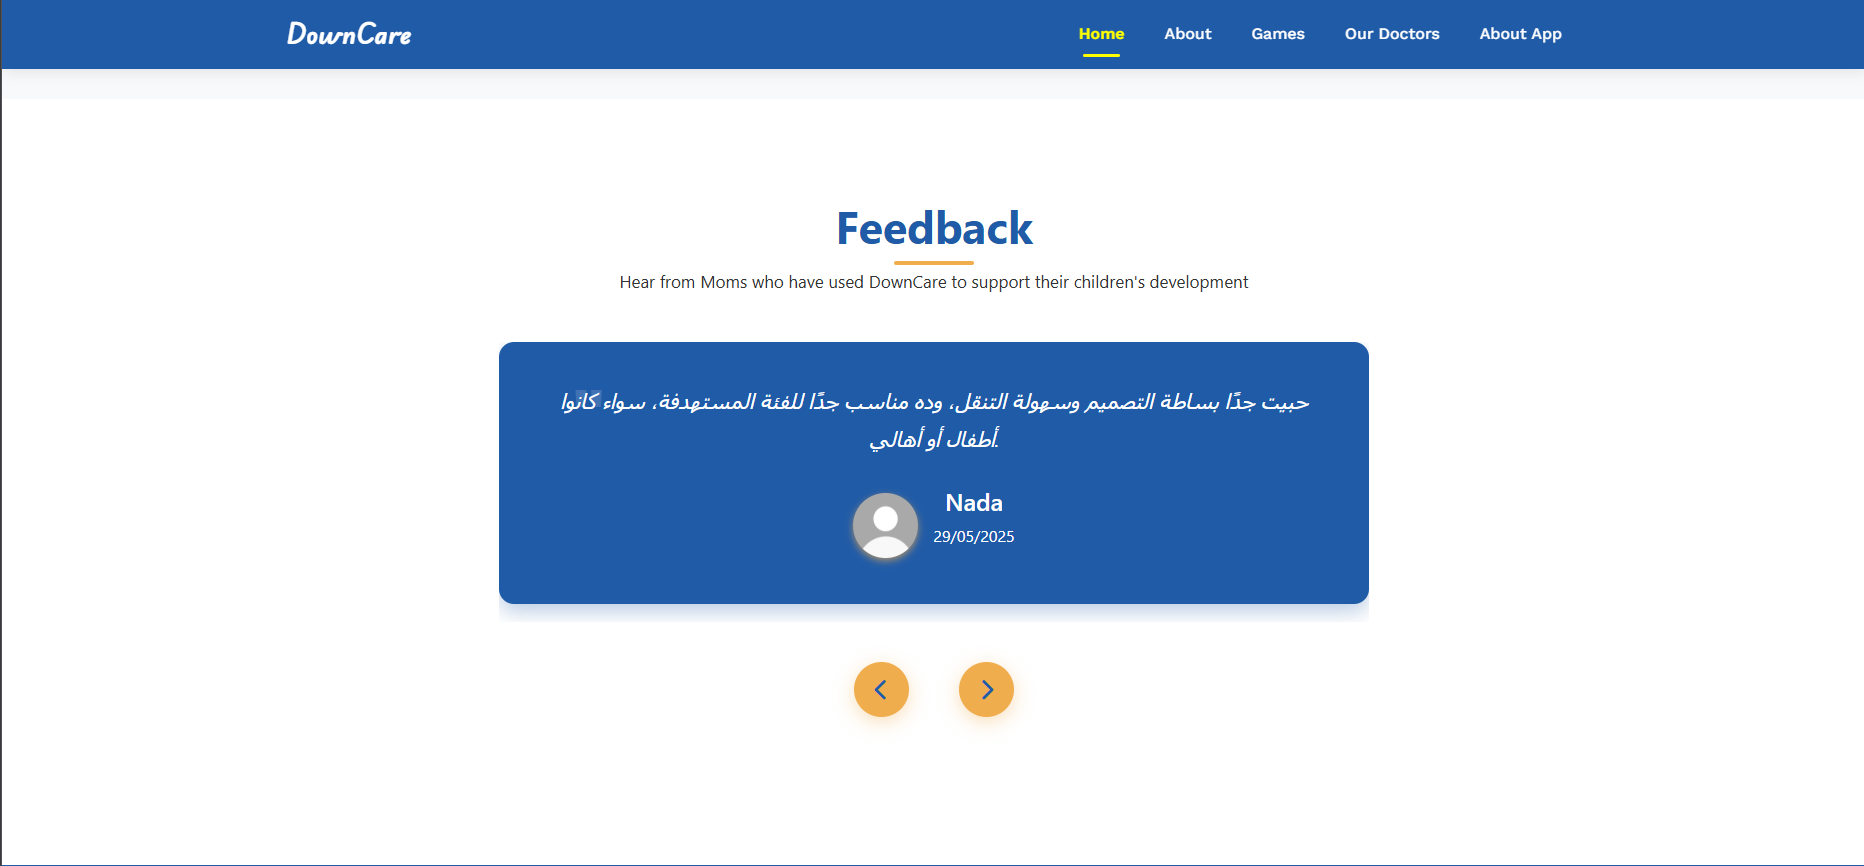 DownCare
Home
About
Games
Our Doctors
About App
Feedback
Hear from Moms who have used DownCare to support their children's development
"
حبيت جدًا بساطة التصميم وسهولة التنقل، وده مناسب جدًا للفئة المستهدفة، سواء كانوا
أطفال أو أهالي.
Nada
29/05/2025